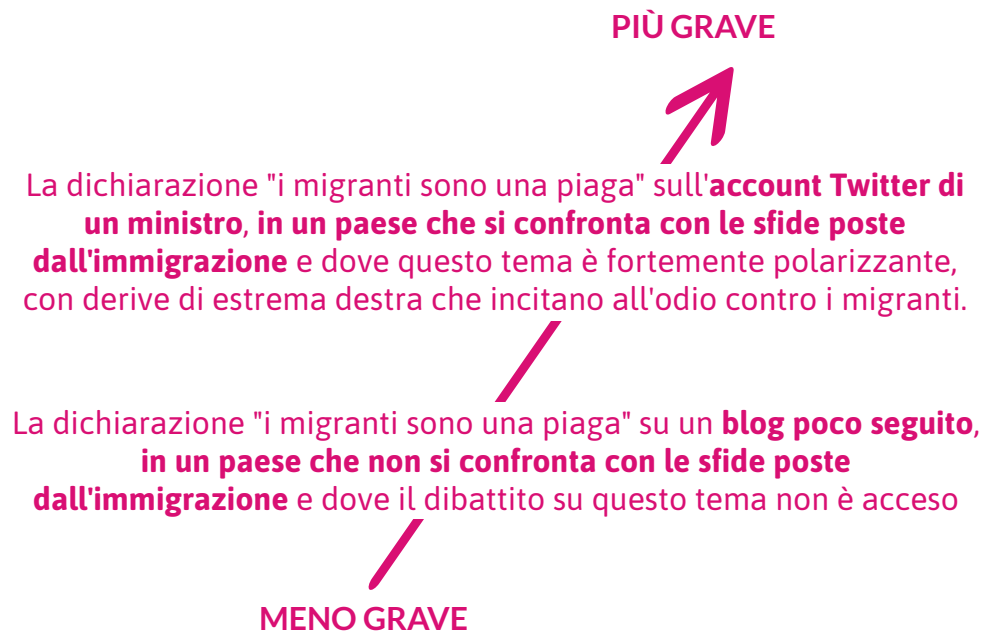 PIÙ GRAVE
La dichiarazione "i migranti sono una piaga" sull'account Twitter di
un ministro, in un paese che si confronta con le sfide poste
dall'immigrazione e dove questo tema è fortemente polarizzante,
con derive di estrema destra che incitano all'odio contro i migranti.
La dichiarazione "i migranti sono una piaga" su un blog poco seguito,
in un paese che non si confronta con le sfide poste
dall'immigrazione e dove il dibattito su questo tema non è acceso
MENO GRAVE